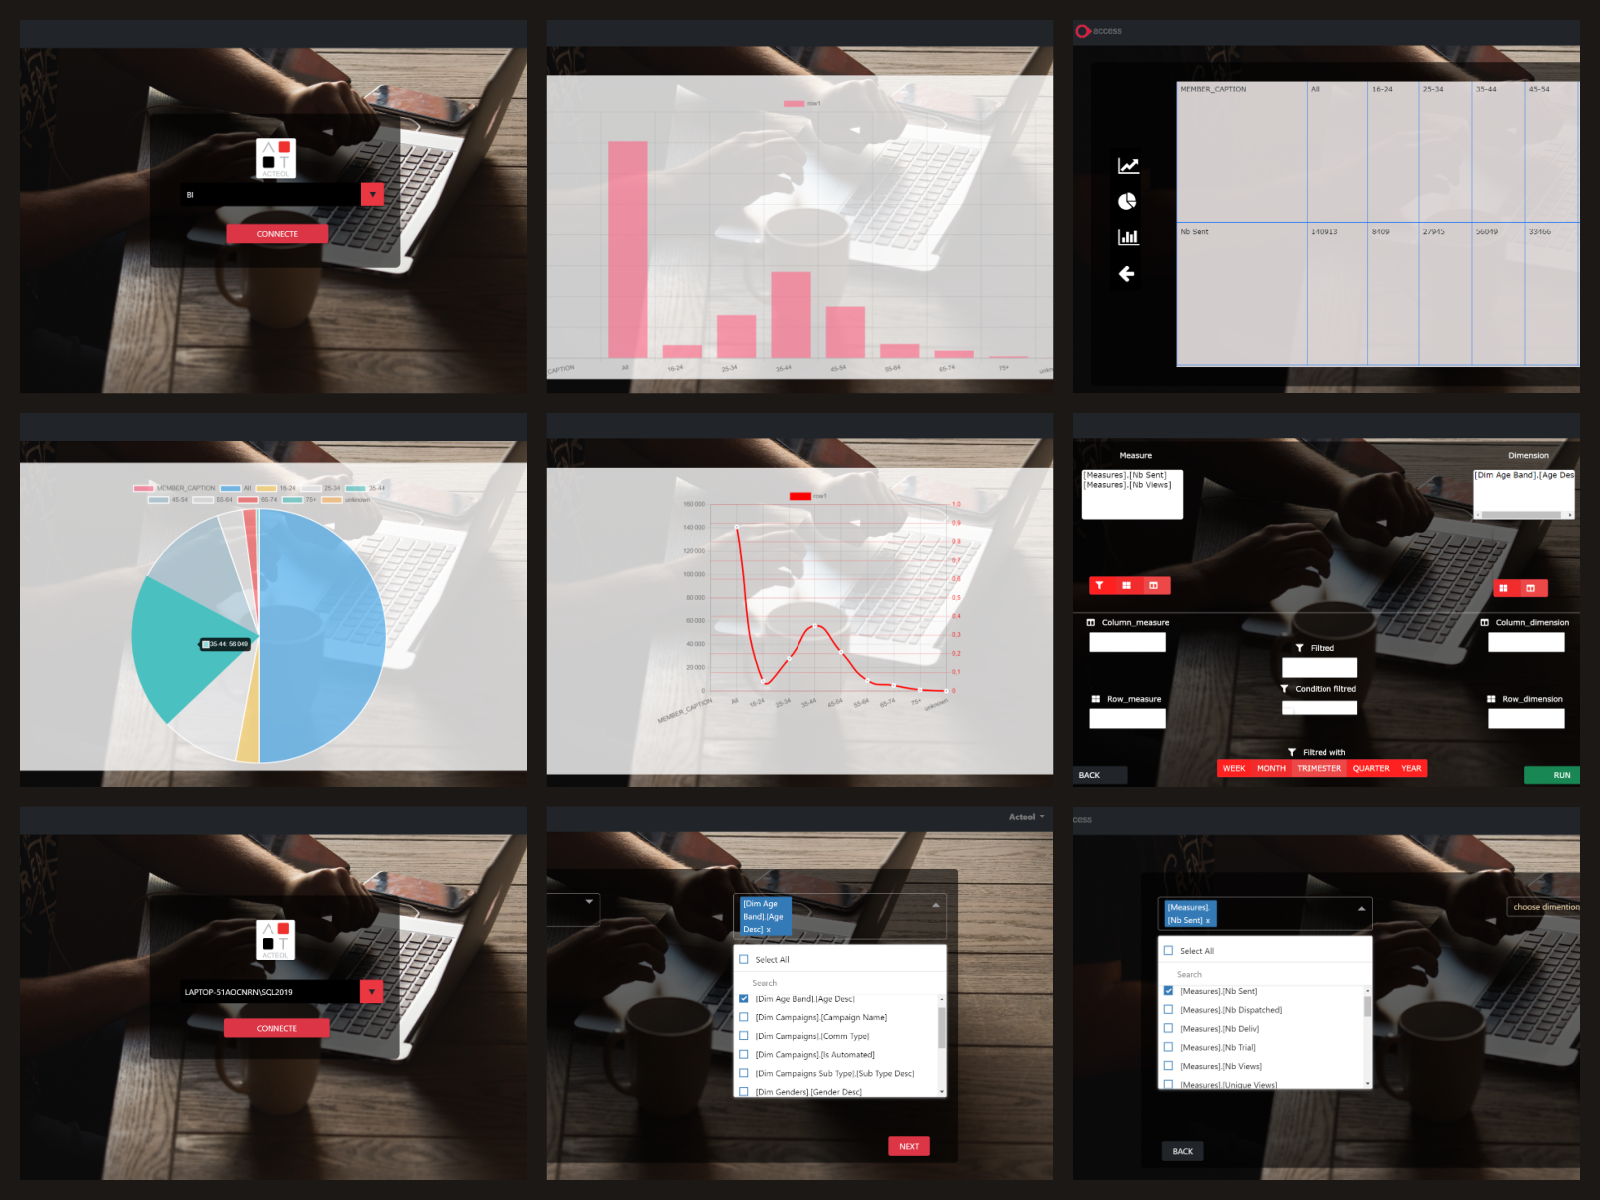 ACTEOL
BI
CONNECTE
row1
CAPTION
All
16-24
25-34
35-44
45-54
55-64
65-74
75+
access
MEMBER_CAPTION All 16-24 25-34 35-44 45-54
Nb Sent 140913 8409 27945 56049 33466
MEMBER_CAPTION All 16-24 25-34 35-44
45-54 55-64 65-74 75+ unknown
35-44: 56 049
row1
160 000
140 000
120 000
100 000
80 000
60 000
40 000
20 000
0
1,0
0,9
0,8
0,7
0,6
0,5
0,4
0,3
0,2
0,1
0
MEMBER_CAPTION
All
16-24
25-34
35-44
45-54
55-64
65-74
75+
unknown
Measure
[Measures].[Nb Sent]
[Measures].[Nb Views]
Dimension
[Dim Age Band].[Age Des
Column_measure
Column_dimension
Filtred
Condition filtred
Row_measure
Row_dimension
Filtred with
WEEK MONTH TRIMESTER QUARTER YEAR
BACK
RUN
ACTEOL
LAPTOP-51AOCNRN\SQL2019
CONNECTE
Acteol
[Dim Age
Band].[Age
Desc] x
Select All
Search
[Dim Age Band].[Age Desc]
[Dim Campaigns].[Campaign Name]
[Dim Campaigns].[Comm Type]
[Dim Campaigns].[Is Automated]
[Dim Campaigns Sub Type].[Sub Type Desc]
[Dim Genders].[Gender Desc]
NEXT
cess
[Measures].
[Nb Sent] x
choose dimention
Select All
Search
[Measures].[Nb Sent]
[Measures].[Nb Dispatched]
[Measures].[Nb Deliv]
[Measures].[Nb Trial]
[Measures].[Nb Views]
[Measures].[Unique Views]
BACK